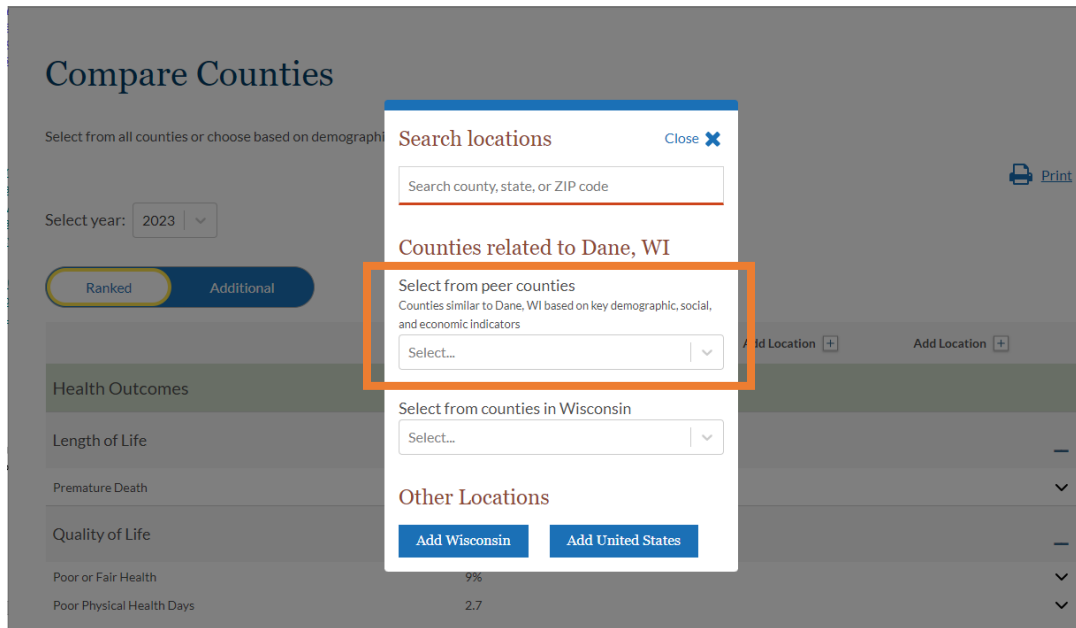 Compare Counties
Select from all counties or choose based on demographi
Print
Select year: 2023
Ranked Additional
Search locations Close
Search county, state, or ZIP code
Counties related to Dane, WI
Select from peer counties
Counties similar to Dane, WI based on key demographic, social,
and economic indicators
Select...
Select from counties in Wisconsin
Select...
Other Locations
Add Wisconsin Add United States
dd Location + Add Location +
Health Outcomes
Length of Life
Premature Death
Quality of Life
Poor or Fair Health 9%
Poor Physical Health Days 2.7